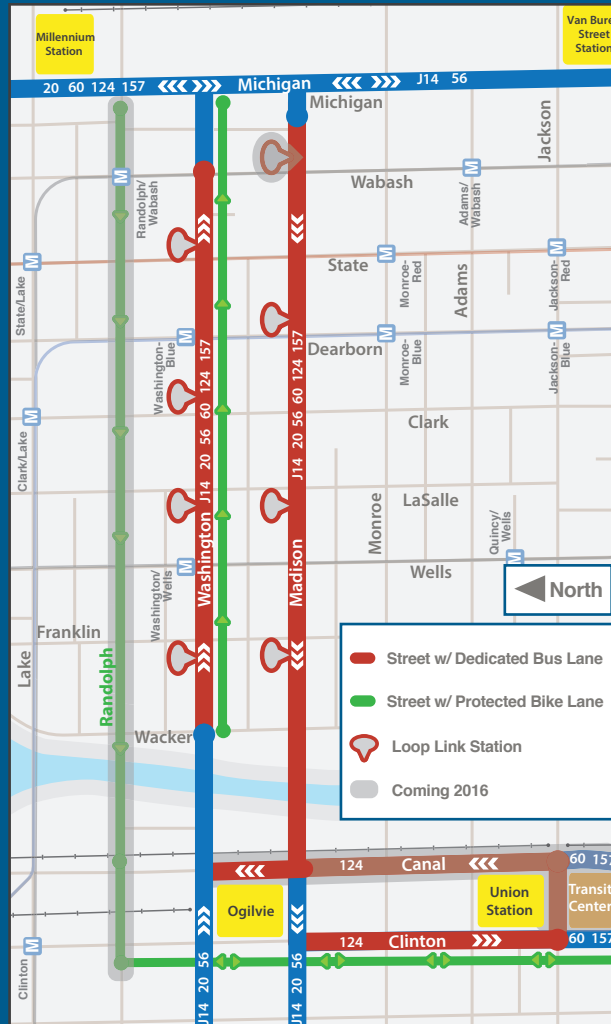 Millennium
Station
Van Buren
Street
Station
20 60 124 157
Michigan
J14 56
Michigan
Jackson
Randolph/
Wabash
Wabash
Adams/
Wabash
M
M
State/Lake
M
State
M
Monroe-
Red
Adams
Jackson-
Red
M
Washington-
Blue
M
Dearborn
M
Monroe-
Blue
Jackson-
Blue
M
Clark/Lake
M
Clark
LaSalle
Monroe
Quincy/
Wells
M
Washington J14 20 56 60 124 157
Madison J14 20 56 60 124 157
Washington/
Wells
M
Wells
North
Franklin
Lake
Randolph
Wacker
Street w/ Dedicated Bus Lane
Street w/ Protected Bike Lane
Loop Link Station
Coming 2016
124 Canal
60 157
Ogilvie
Union
Station
Transit
Center
124 Clinton
60 157
Clinton
M
J14 20 56
J14 20 56